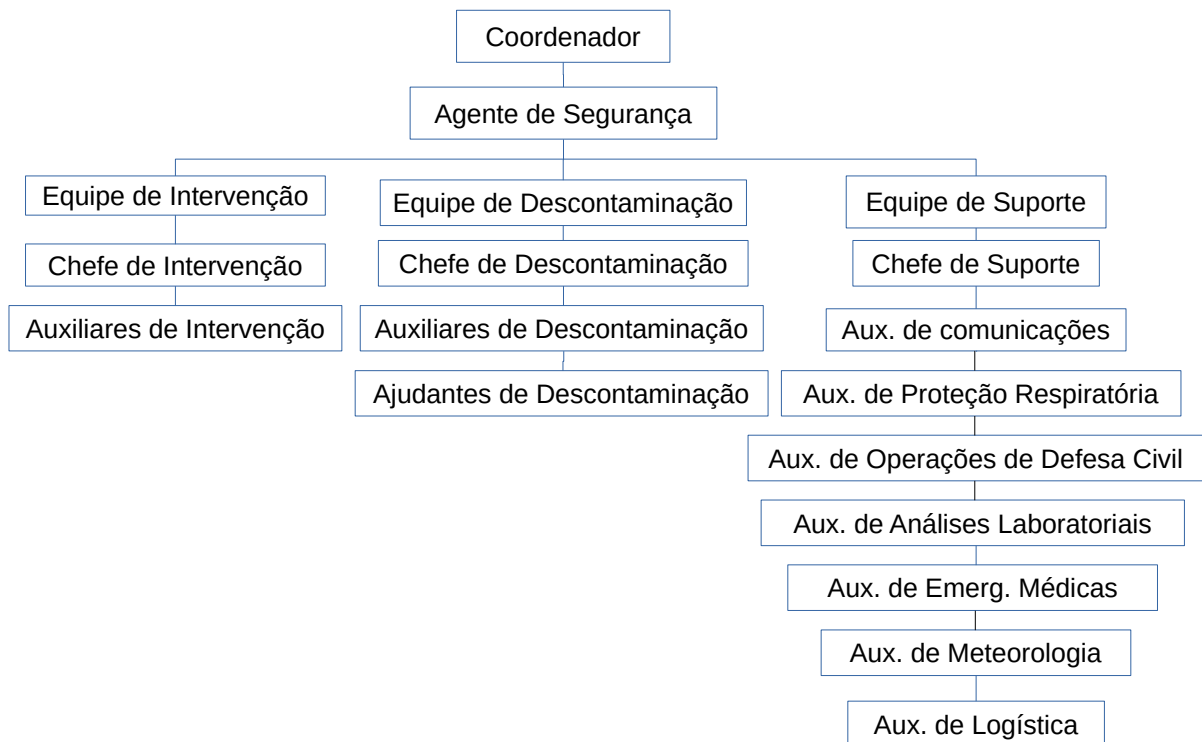 Coordenador
Agente de Segurança
Equipe de Intervenção
Equipe de Descontaminação
Equipe de Suporte
Chefe de Intervenção
Chefe de Descontaminação
Chefe de Suporte
Auxiliares de Intervenção
Auxiliares de Descontaminação
Aux. de comunicações
Ajudantes de Descontaminação
Aux. de Proteção Respiratória
Aux. de Operações de Defesa Civil
Aux. de Análises Laboratoriais
Aux. de Emerg. Médicas
Aux. de Meteorologia
Aux. de Logística